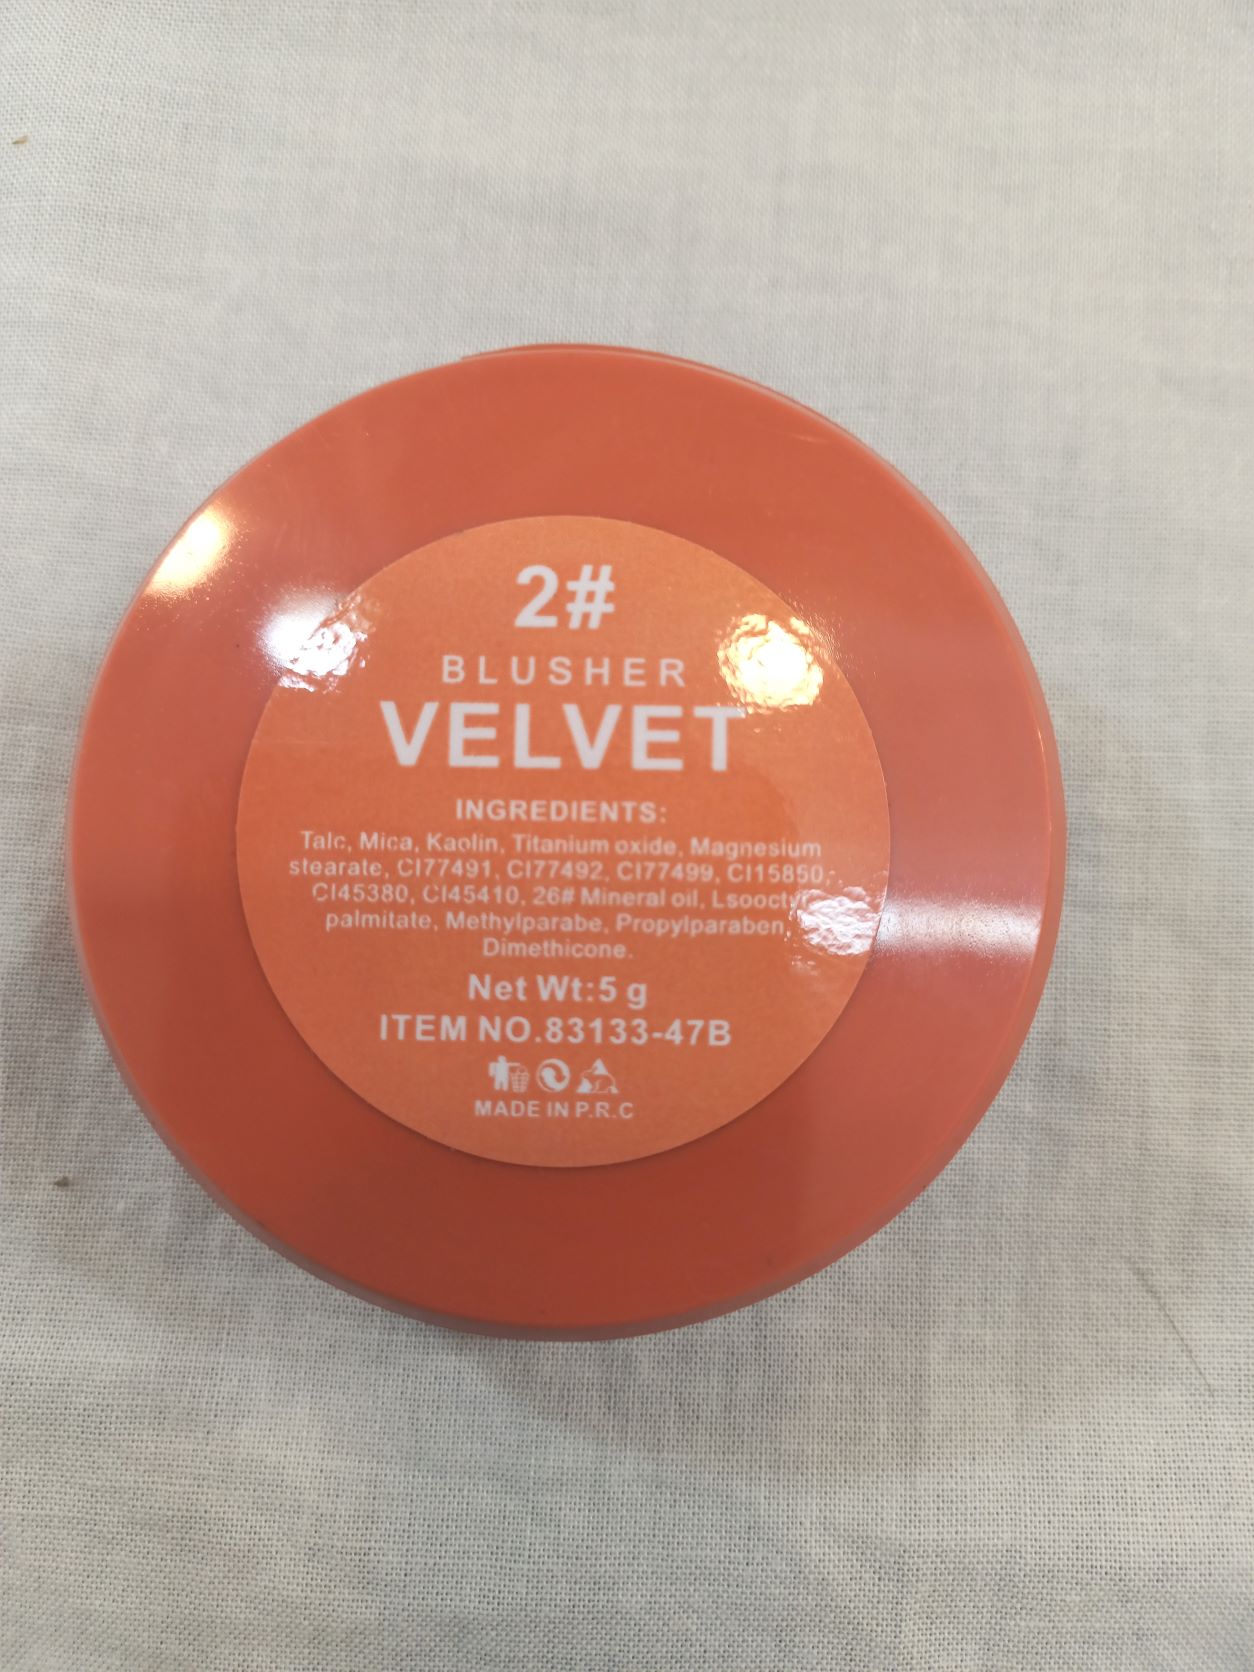 2#
BLUSHER
VELVET
INGREDIENTS:
Talc, Mica, Kaolin, Titanium oxide, Magnesium
stearate, CI77491, CI77492, CI77499, CI15850,
CI45380, CI45410, 26# Mineral oil, Lsooctyl
palmitate, Methylparabe, Propylparaben,
Dimethicone.
Net Wt:5 g
ITEM NO.83133-47B
MADE IN P.R.C